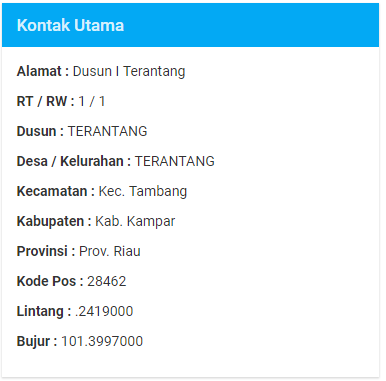 Kontak Utama
Alamat : Dusun I Terantang
RT / RW : 1 / 1
Dusun : TERANTANG
Desa / Kelurahan : TERANTANG
Kecamatan : Kec. Tambang
Kabupaten : Kab. Kampar
Provinsi : Prov. Riau
Kode Pos : 28462
Lintang : .2419000
Bujur : 101.3997000